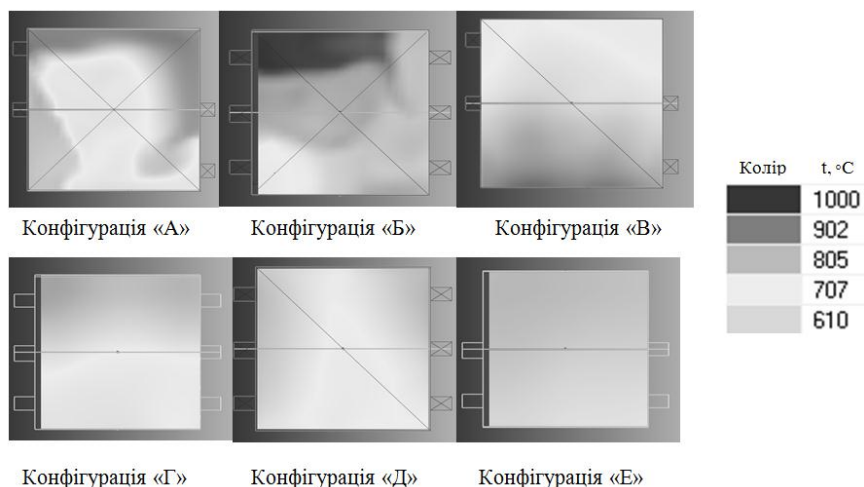 Конфігурація «А» Конфігурація «Б» Конфігурація «В»
Конфігурація «Г» Конфігурація «Д» Конфігурація «Е»
Колір t, °C
1000
902
805
707
610